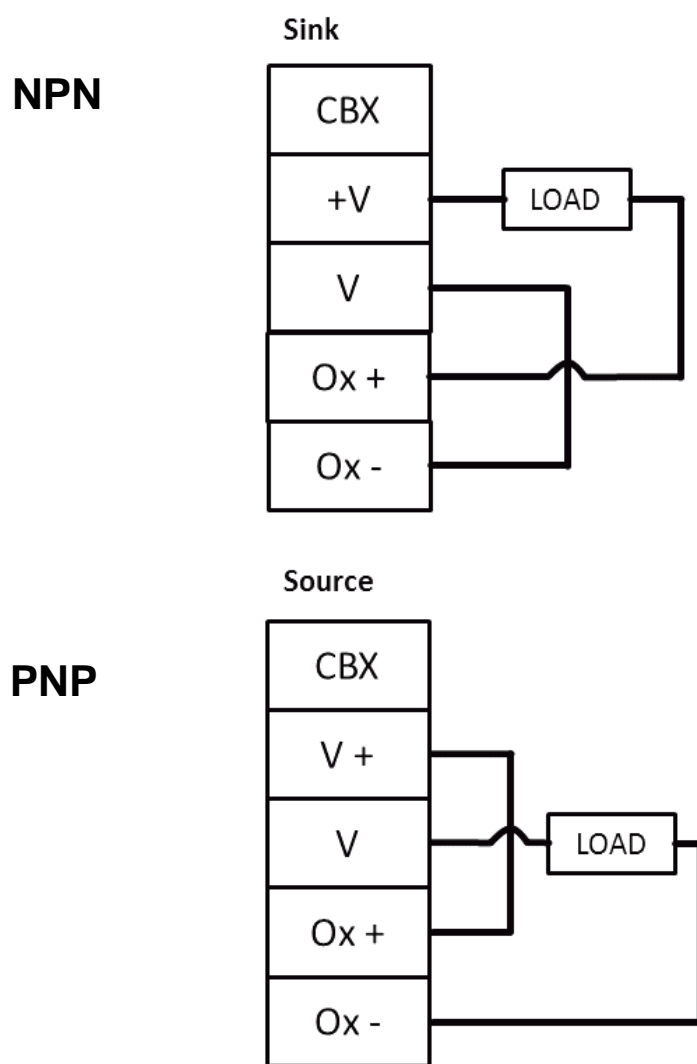 Sink
NPN
CBX
+V
LOAD
V
Ox +
Ox -
Source
PNP
CBX
V +
V
LOAD
Ox +
Ox -